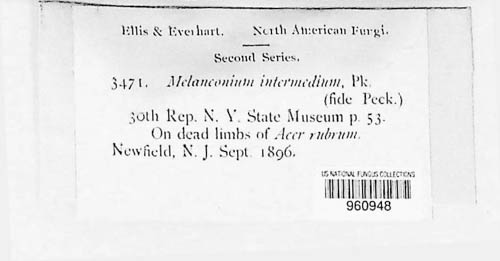 Ellis & Everhart. North American Fungi.
Second Series.
3471. Melanconium intermedium, Pk.
(fide Peck.)
30th Rep. N. Y. State Museum p. 53.
On dead limbs of Acer rubrum.
Newfield, N. J. Sept. 1896.
US NATIONAL FUNGUS COLLECTIONS
960948